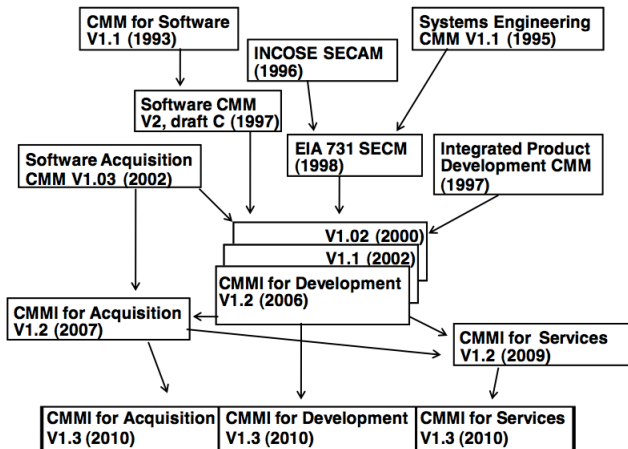 CMM for Software
V1.1 (1993)
Systems Engineering
CMM V1.1 (1995)
INCOSE SECAM
(1996)
Software CMM
V2, draft C (1997)
EIA 731 SECM
(1998)
Integrated Product
Development CMM
(1997)
Software Acquisition
CMM V1.03 (2002)
V1.02 (2000)
V1.1 (2002)
CMMI for Development
V1.2 (2006)
CMMI for Acquisition
V1.2 (2007)
CMMI for Services
V1.2 (2009)
CMMI for Acquisition
V1.3 (2010)
CMMI for Development
V1.3 (2010)
CMMI for Services
V1.3 (2010)